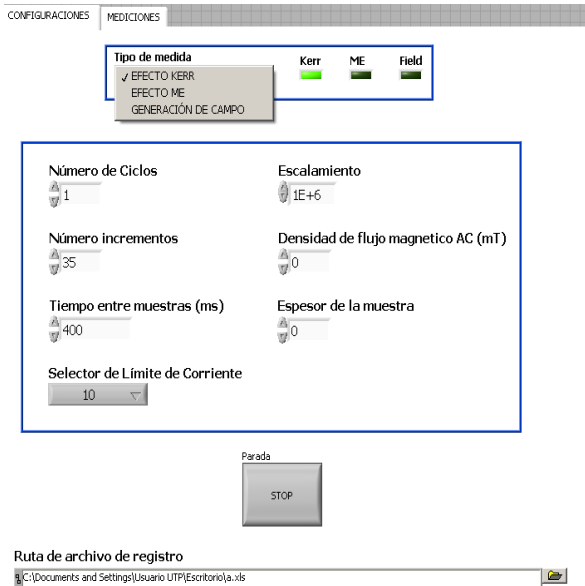 CONFIGURACIONES MEDICIONES
Tipo de medida
✓ EFECTO KERR
EFECTO ME
GENERACIÓN DE CAMPO
Kerr ME Field
Número de Ciclos
1
Escalamiento
1E+6
Número incrementos
35
Densidad de flujo magnetico AC (mT)
0
Tiempo entre muestras (ms)
400
Espesor de la muestra
0
Selector de Límite de Corriente
10
Parada
STOP
Ruta de archivo de registro
C:\Documents and Settings\Usuario UTP\Escritorio\a.xls